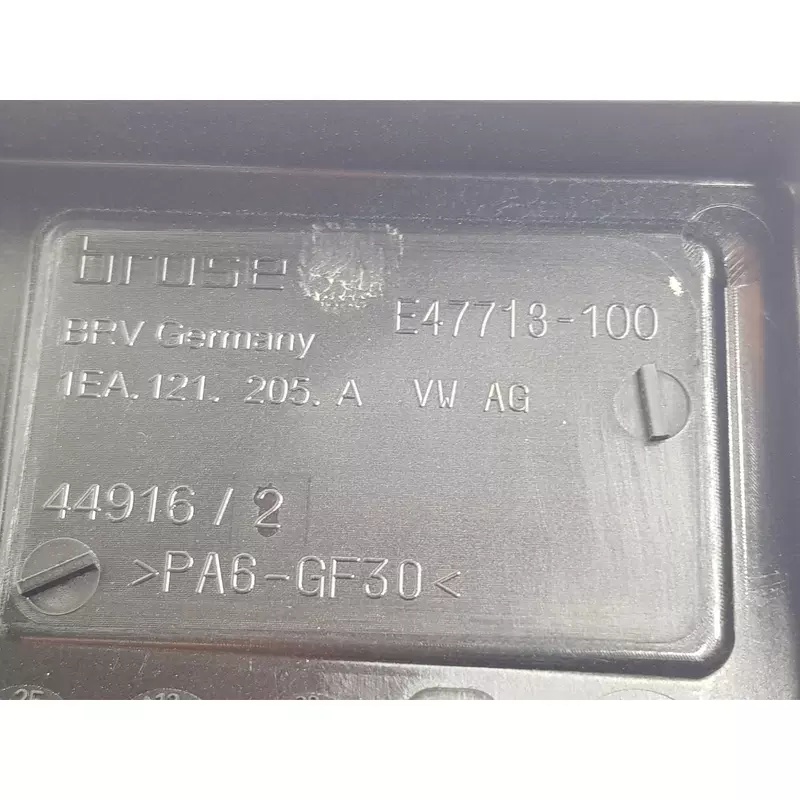 brose
E47713-100
BRV Germany
1EA.121. 205. A VW AG
44916 / 2
>PA6-GF30<